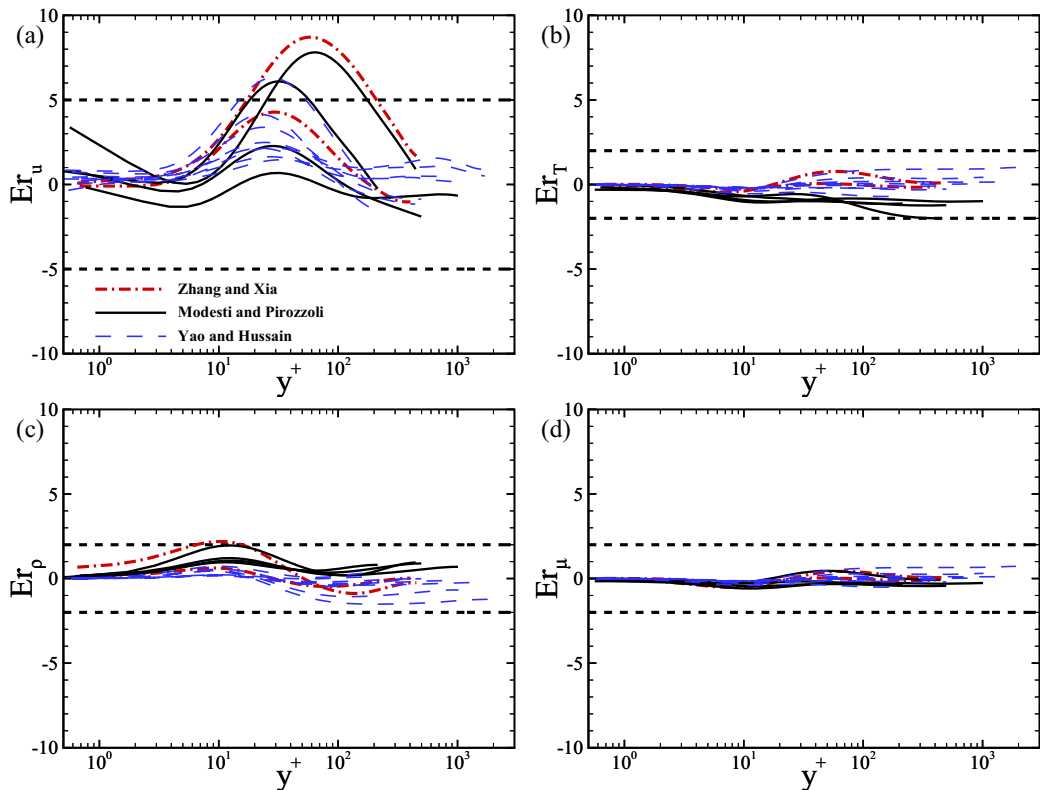 (a)
10
5
0
-5
-10
Er_u
10^0
10^1
10^2
10^3
y^+
Zhang and Xia
Modesti and Pirozzoli
Yao and Hussain
(b)
10
5
0
-5
-10
Er_T
10^0
10^1
10^2
10^3
y^+
(c)
10
5
0
-5
-10
Er_ρ
10^0
10^1
10^2
10^3
y^+
(d)
10
5
0
-5
-10
Er_μ
10^0
10^1
10^2
10^3
y^+